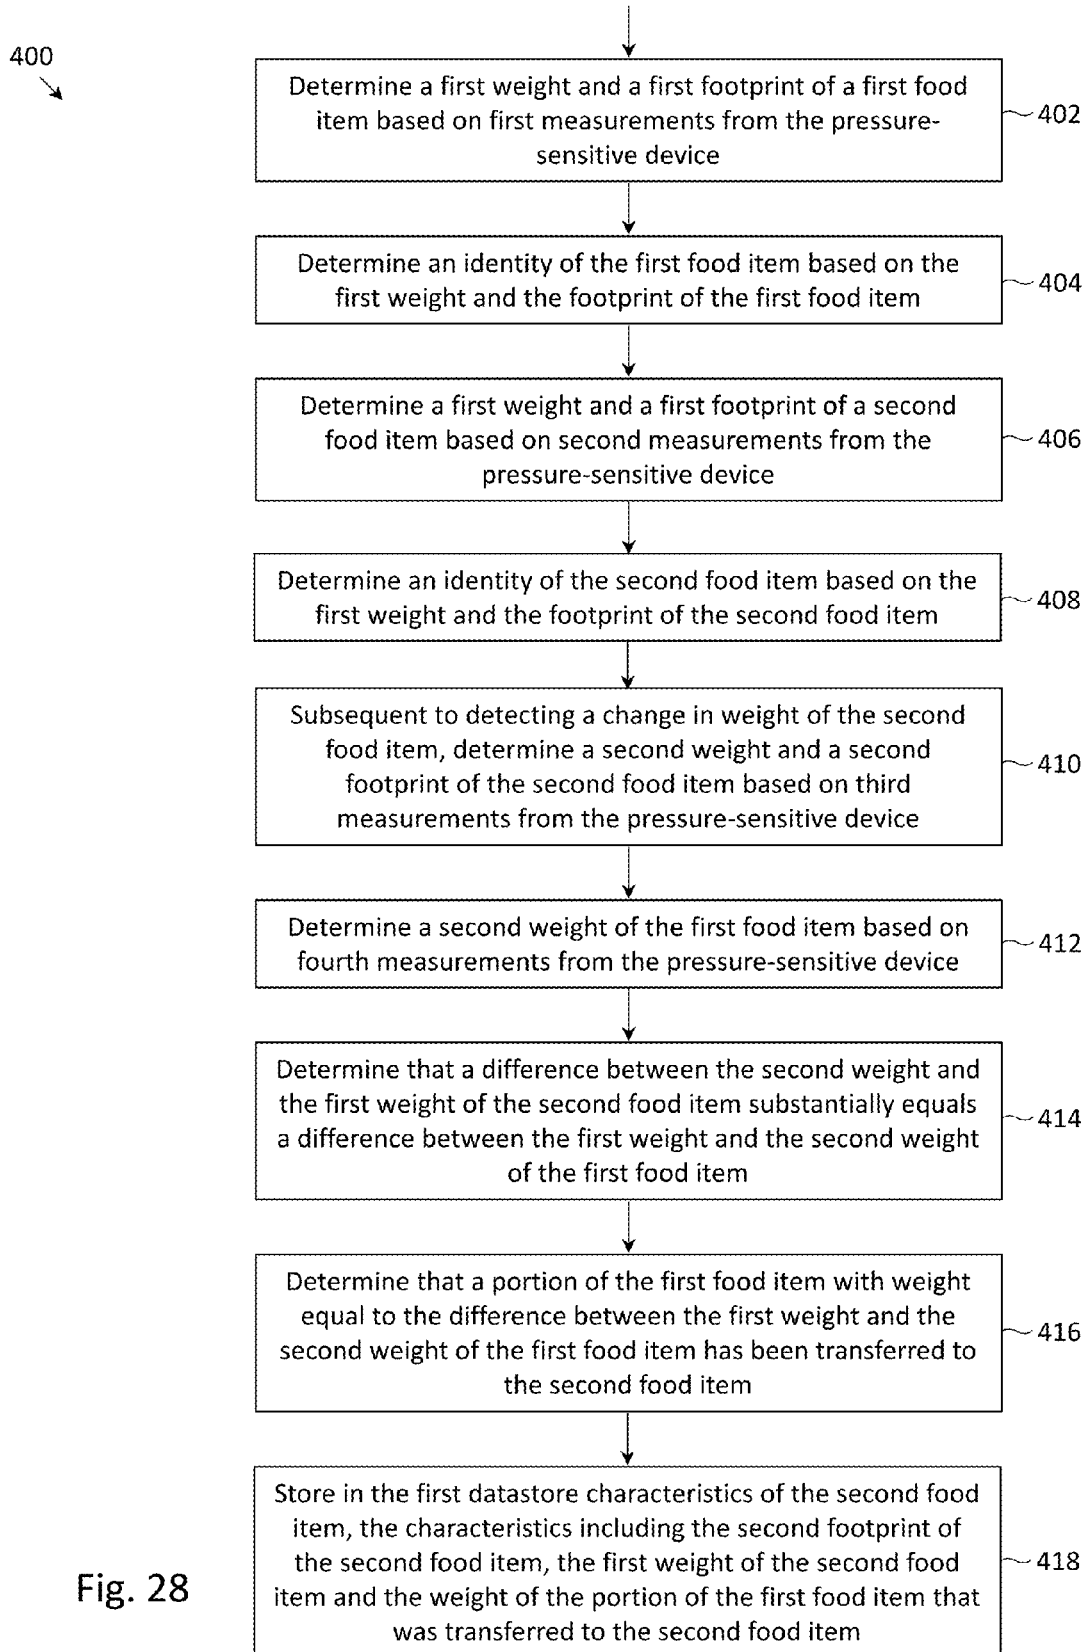 400
Determine a first weight and a first footprint of a first food
item based on first measurements from the pressure-
sensitive device
402
Determine an identity of the first food item based on the
first weight and the footprint of the first food item
404
Determine a first weight and a first footprint of a second
food item based on second measurements from the
pressure-sensitive device
406
Determine an identity of the second food item based on the
first weight and the footprint of the second food item
408
Subsequent to detecting a change in weight of the second
food item, determine a second weight and a second
footprint of the second food item based on third
measurements from the pressure-sensitive device
410
Determine a second weight of the first food item based on
fourth measurements from the pressure-sensitive device
412
Determine that a difference between the second weight and
the first weight of the second food item substantially equals
a difference between the first weight and the second weight
of the first food item
414
Determine that a portion of the first food item with weight
equal to the difference between the first weight and the
second weight of the first food item has been transferred to
the second food item
416
Store in the first datastore characteristics of the second food
item, the characteristics including the second footprint of
the second food item, the first weight of the second food
item and the weight of the portion of the first food item that
was transferred to the second food item
418
Fig. 28